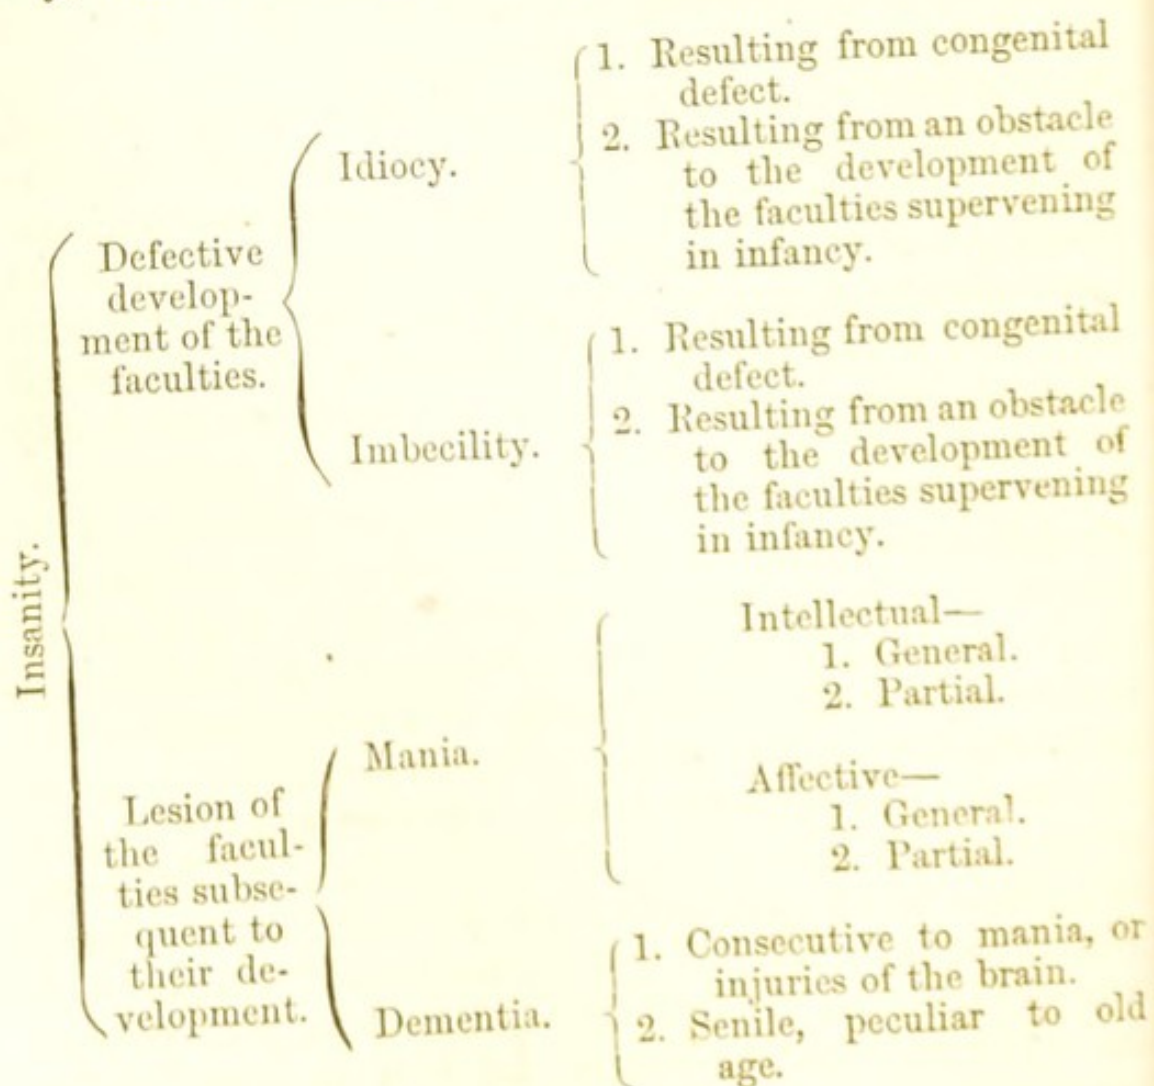 Insanity.
Defective
develop-
ment of the
faculties.
Idiocy.
1. Resulting from congenital
defect.
2. Resulting from an obstacle
to the development of
the faculties supervening
in infancy.
Imbecility.
1. Resulting from congenital
defect.
2. Resulting from an obstacle
to the development of
the faculties supervening
in infancy.
Lesion of
the facul-
ties subse-
quent to
their de-
velopment.
Mania.
Intellectual—
1. General.
2. Partial.
Affective—
1. General.
2. Partial.
Dementia.
1. Consecutive to mania, or
injuries of the brain.
2. Senile, peculiar to old
age.